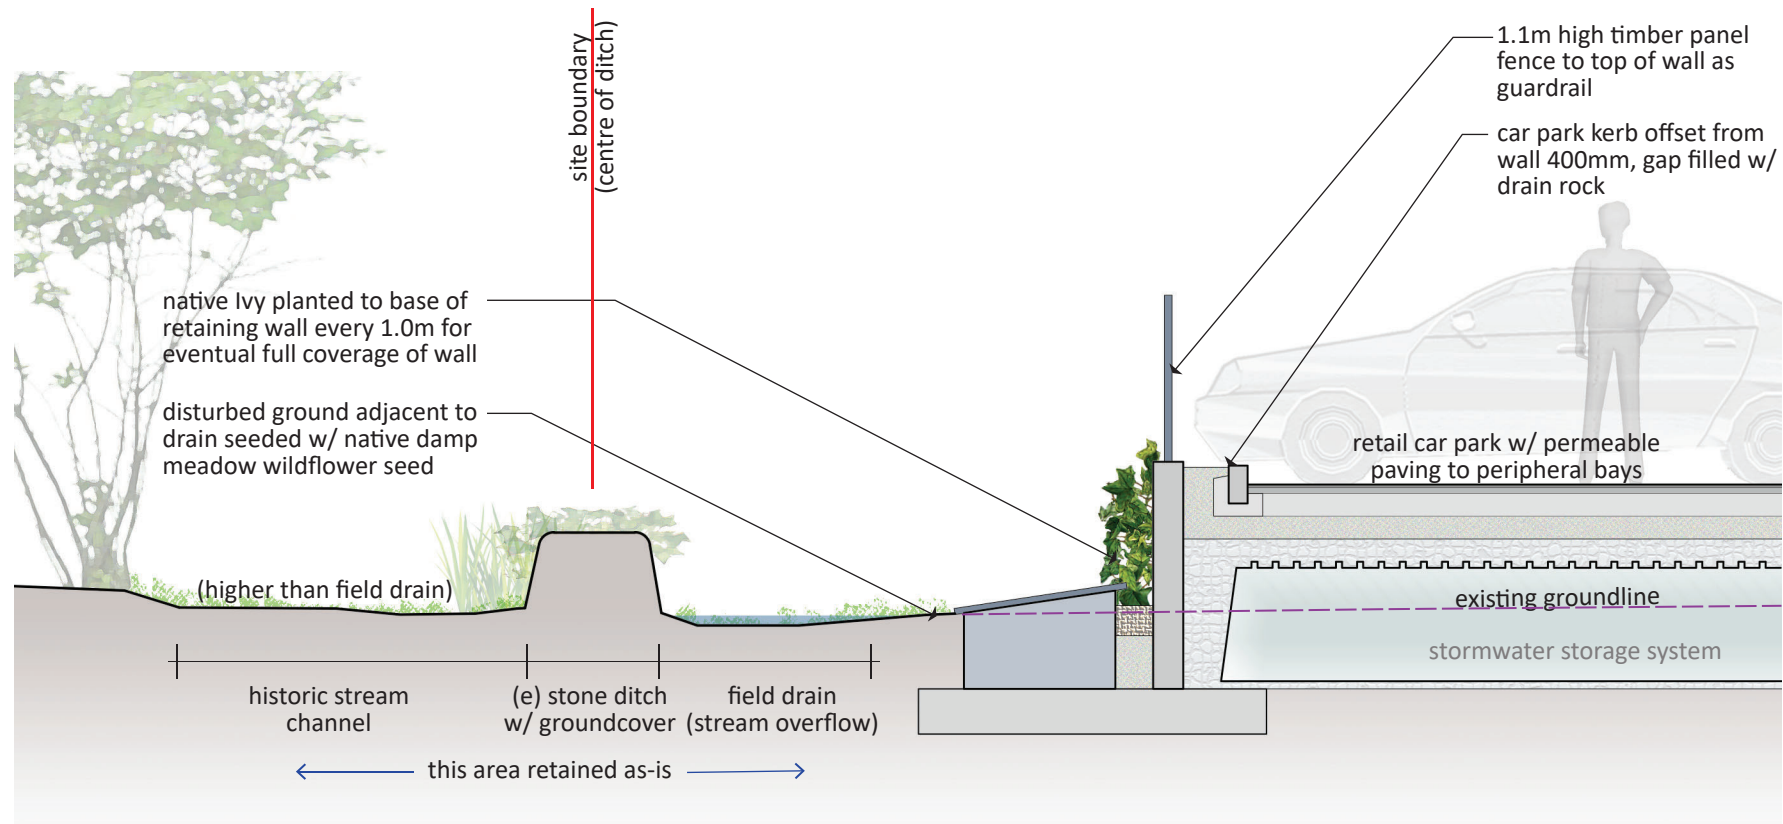 site boundary
(centre of ditch)
1.1m high timber panel
fence to top of wall as
guardrail
car park kerb offset from
wall 400mm, gap filled w/
drain rock
native Ivy planted to base of
retaining wall every 1.0m for
eventual full coverage of wall
disturbed ground adjacent to
drain seeded w/ native damp
meadow wildflower seed
retail car park w/ permeable
paving to peripheral bays
(higher than field drain)
existing groundline
stormwater storage system
historic stream
channel
(e) stone ditch
w/ groundcover
field drain
(stream overflow)
this area retained as-is